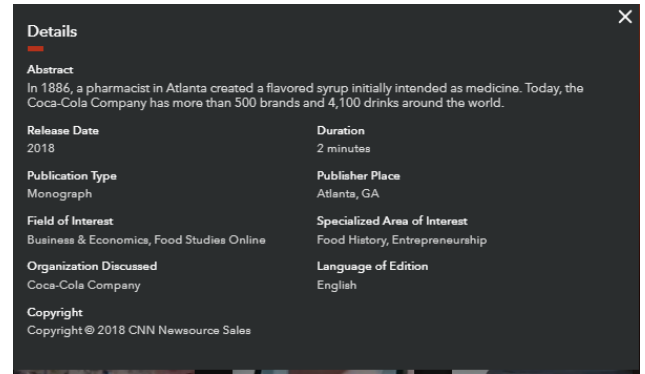 Details
Abstract
In 1886, a pharmacist in Atlanta created a flavored syrup initially intended as medicine. Today, the
Coca-Cola Company has more than 500 brands and 4,100 drinks around the world.
Release Date
2018
Duration
2 minutes
Publication Type
Monograph
Publisher Place
Atlanta, GA
Field of Interest
Business & Economics, Food Studies Online
Specialized Area of Interest
Food History, Entrepreneurship
Organization Discussed
Coca-Cola Company
Language of Edition
English
Copyright
Copyright © 2018 CNN Newsource Sales